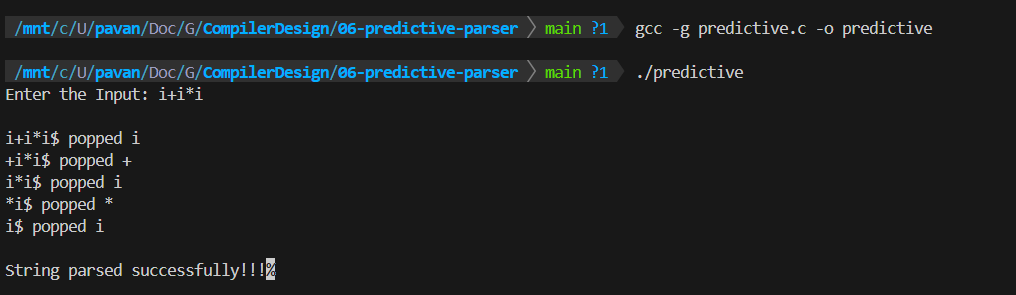 /mnt/c/U/pavan/Doc/G/CompilerDesign/06-predictive-parser main ?1 gcc -g predictive.c -o predictive
/mnt/c/U/pavan/Doc/G/CompilerDesign/06-predictive-parser main ?1 ./predictive
Enter the Input: i+i*i
i+i*i$ popped i
+i*i$ popped +
i*i$ popped i
*i$ popped *
i$ popped i
String parsed successfully!!!%